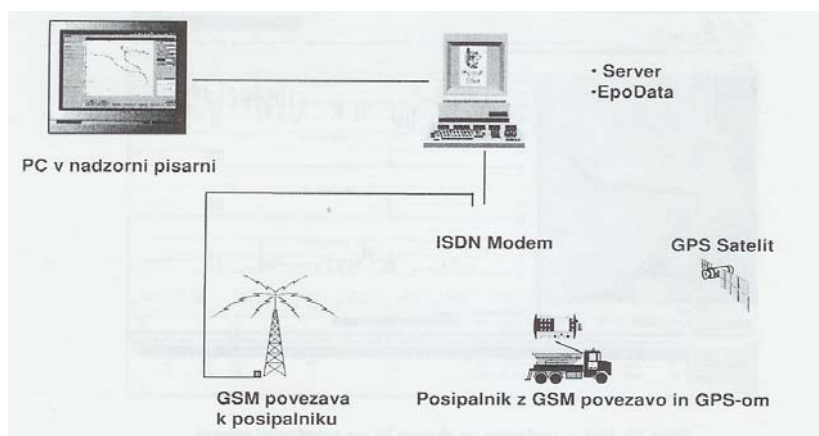 • Server
•EpoData
PC v nadzorni pisarni
ISDN Modem
GPS Satelit
GSM povezava
k posipalniku
Posipalnik z GSM povezavo in GPS-om